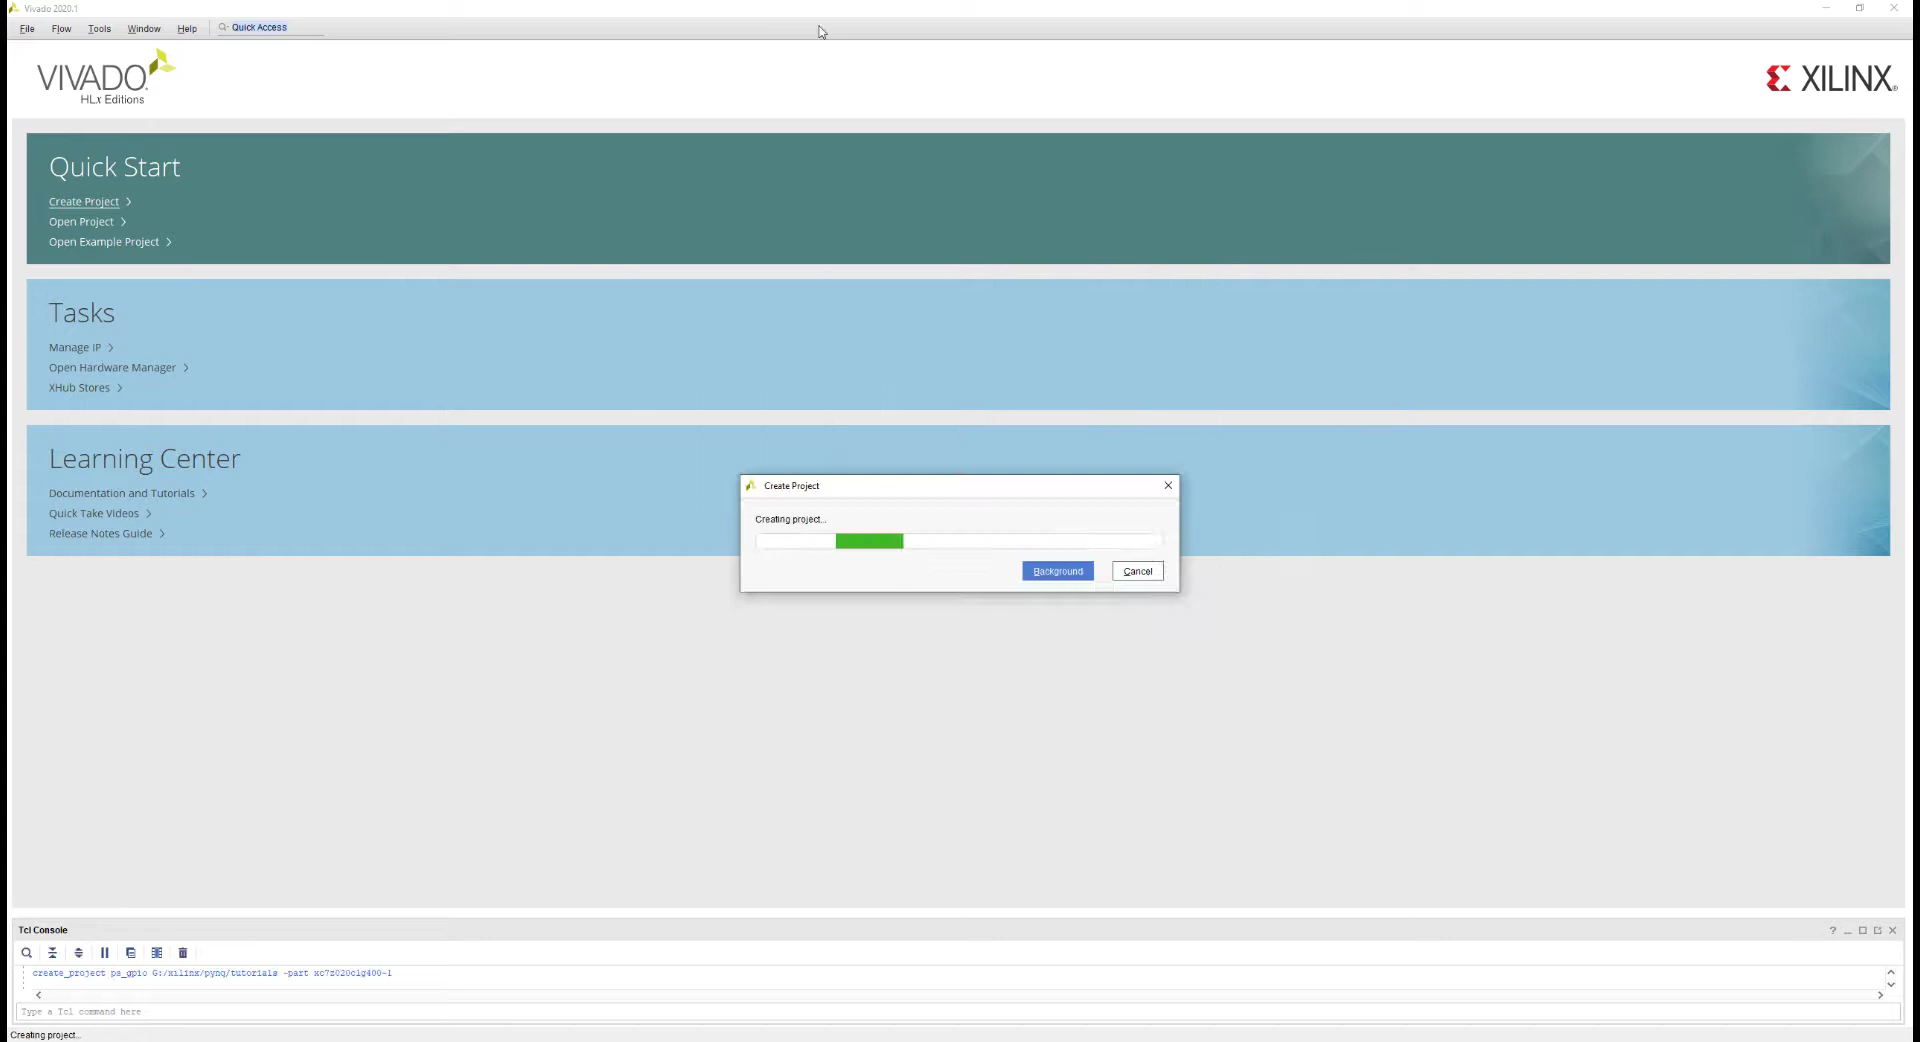 Vivado 2020.1
File Flow Tools Window Help Quick Access
VIVADO
HLx Editions
XILINX
Quick Start
Create Project
Open Project
Open Example Project
Tasks
Manage IP
Open Hardware Manager
XHub Stores
Learning Center
Documentation and Tutorials
Quick Take Videos
Release Notes Guide
Create Project
Creating project...
Background Cancel
Tcl Console
create_project ps_gpio G:/xilinx/pynq/tutorials -part xc7z020clg400-1
Type a Tcl command here
Creating project...